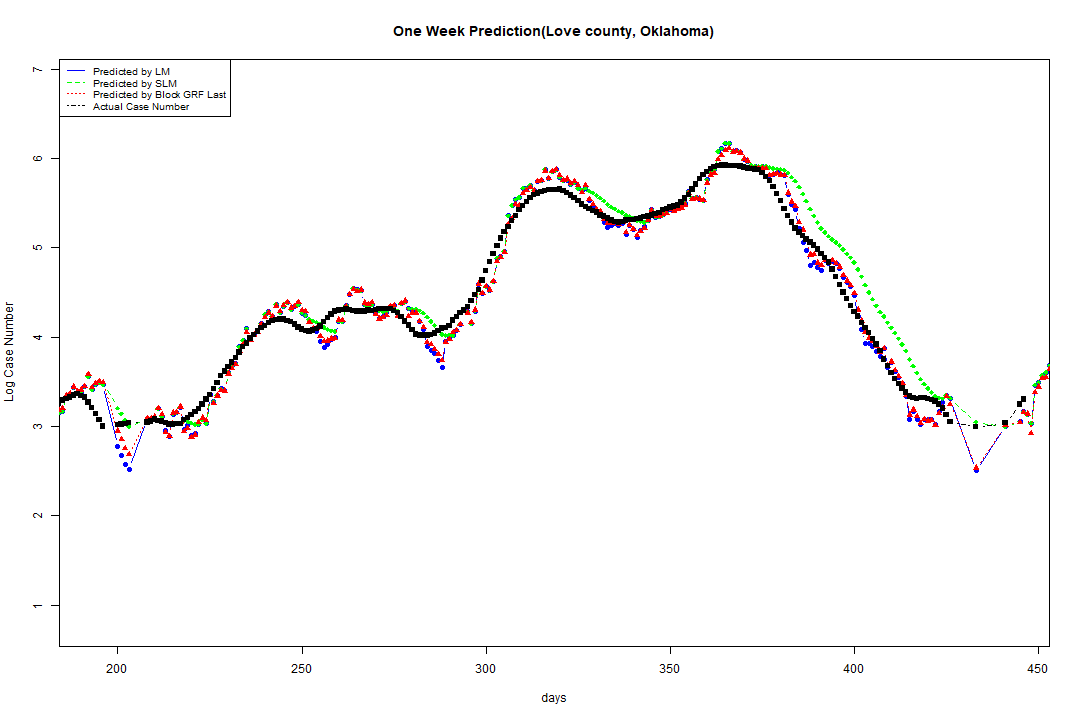 One Week Prediction(Love county, Oklahoma)
Predicted by LM
Predicted by SLM
Predicted by Block GRF Last
Actual Case Number
7
6
5
4
3
2
1
Log Case Number
200 250 300 350 400 450
days